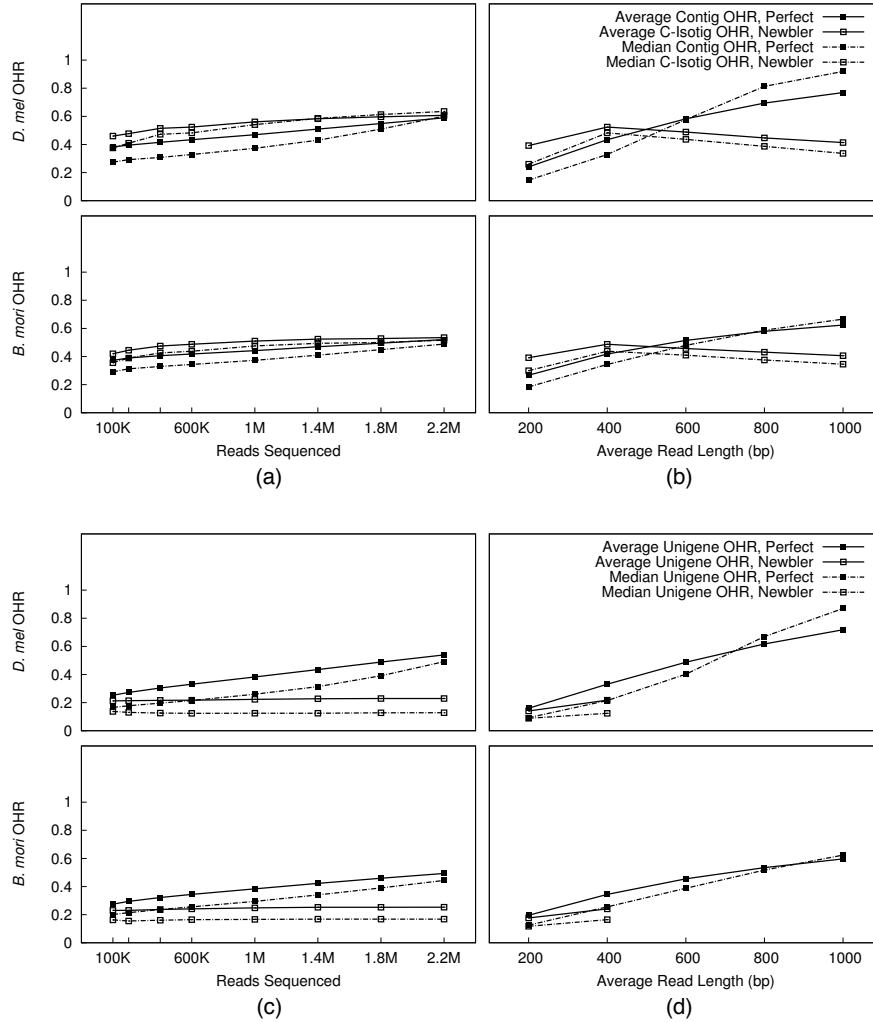 Average Contig OHR, Perfect
Average C-Isotig OHR, Newbler
Median Contig OHR, Perfect
Median C-Isotig OHR, Newbler
D. mel OHR
1
0.8
0.6
0.4
0.2
0
B. mori OHR
1
0.8
0.6
0.4
0.2
0
100K 600K 1M 1.4M 1.8M 2.2M
Reads Sequenced
(a)
200 400 600 800 1000
Average Read Length (bp)
(b)
Average Unigene OHR, Perfect
Average Unigene OHR, Newbler
Median Unigene OHR, Perfect
Median Unigene OHR, Newbler
D. mel OHR
1
0.8
0.6
0.4
0.2
0
B. mori OHR
1
0.8
0.6
0.4
0.2
0
100K 600K 1M 1.4M 1.8M 2.2M
Reads Sequenced
(c)
200 400 600 800 1000
Average Read Length (bp)
(d)